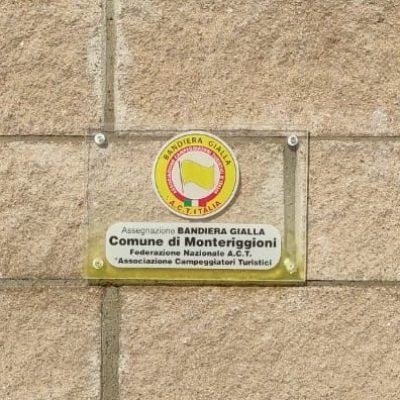 BANDIERA GIALLA
A.C.T. ITALIA
Assegnazione BANDIERA GIALLA
Comune di Monteriggioni
Federazione Nazionale A.C.T.
"Associazione Campeggiatori Turistici